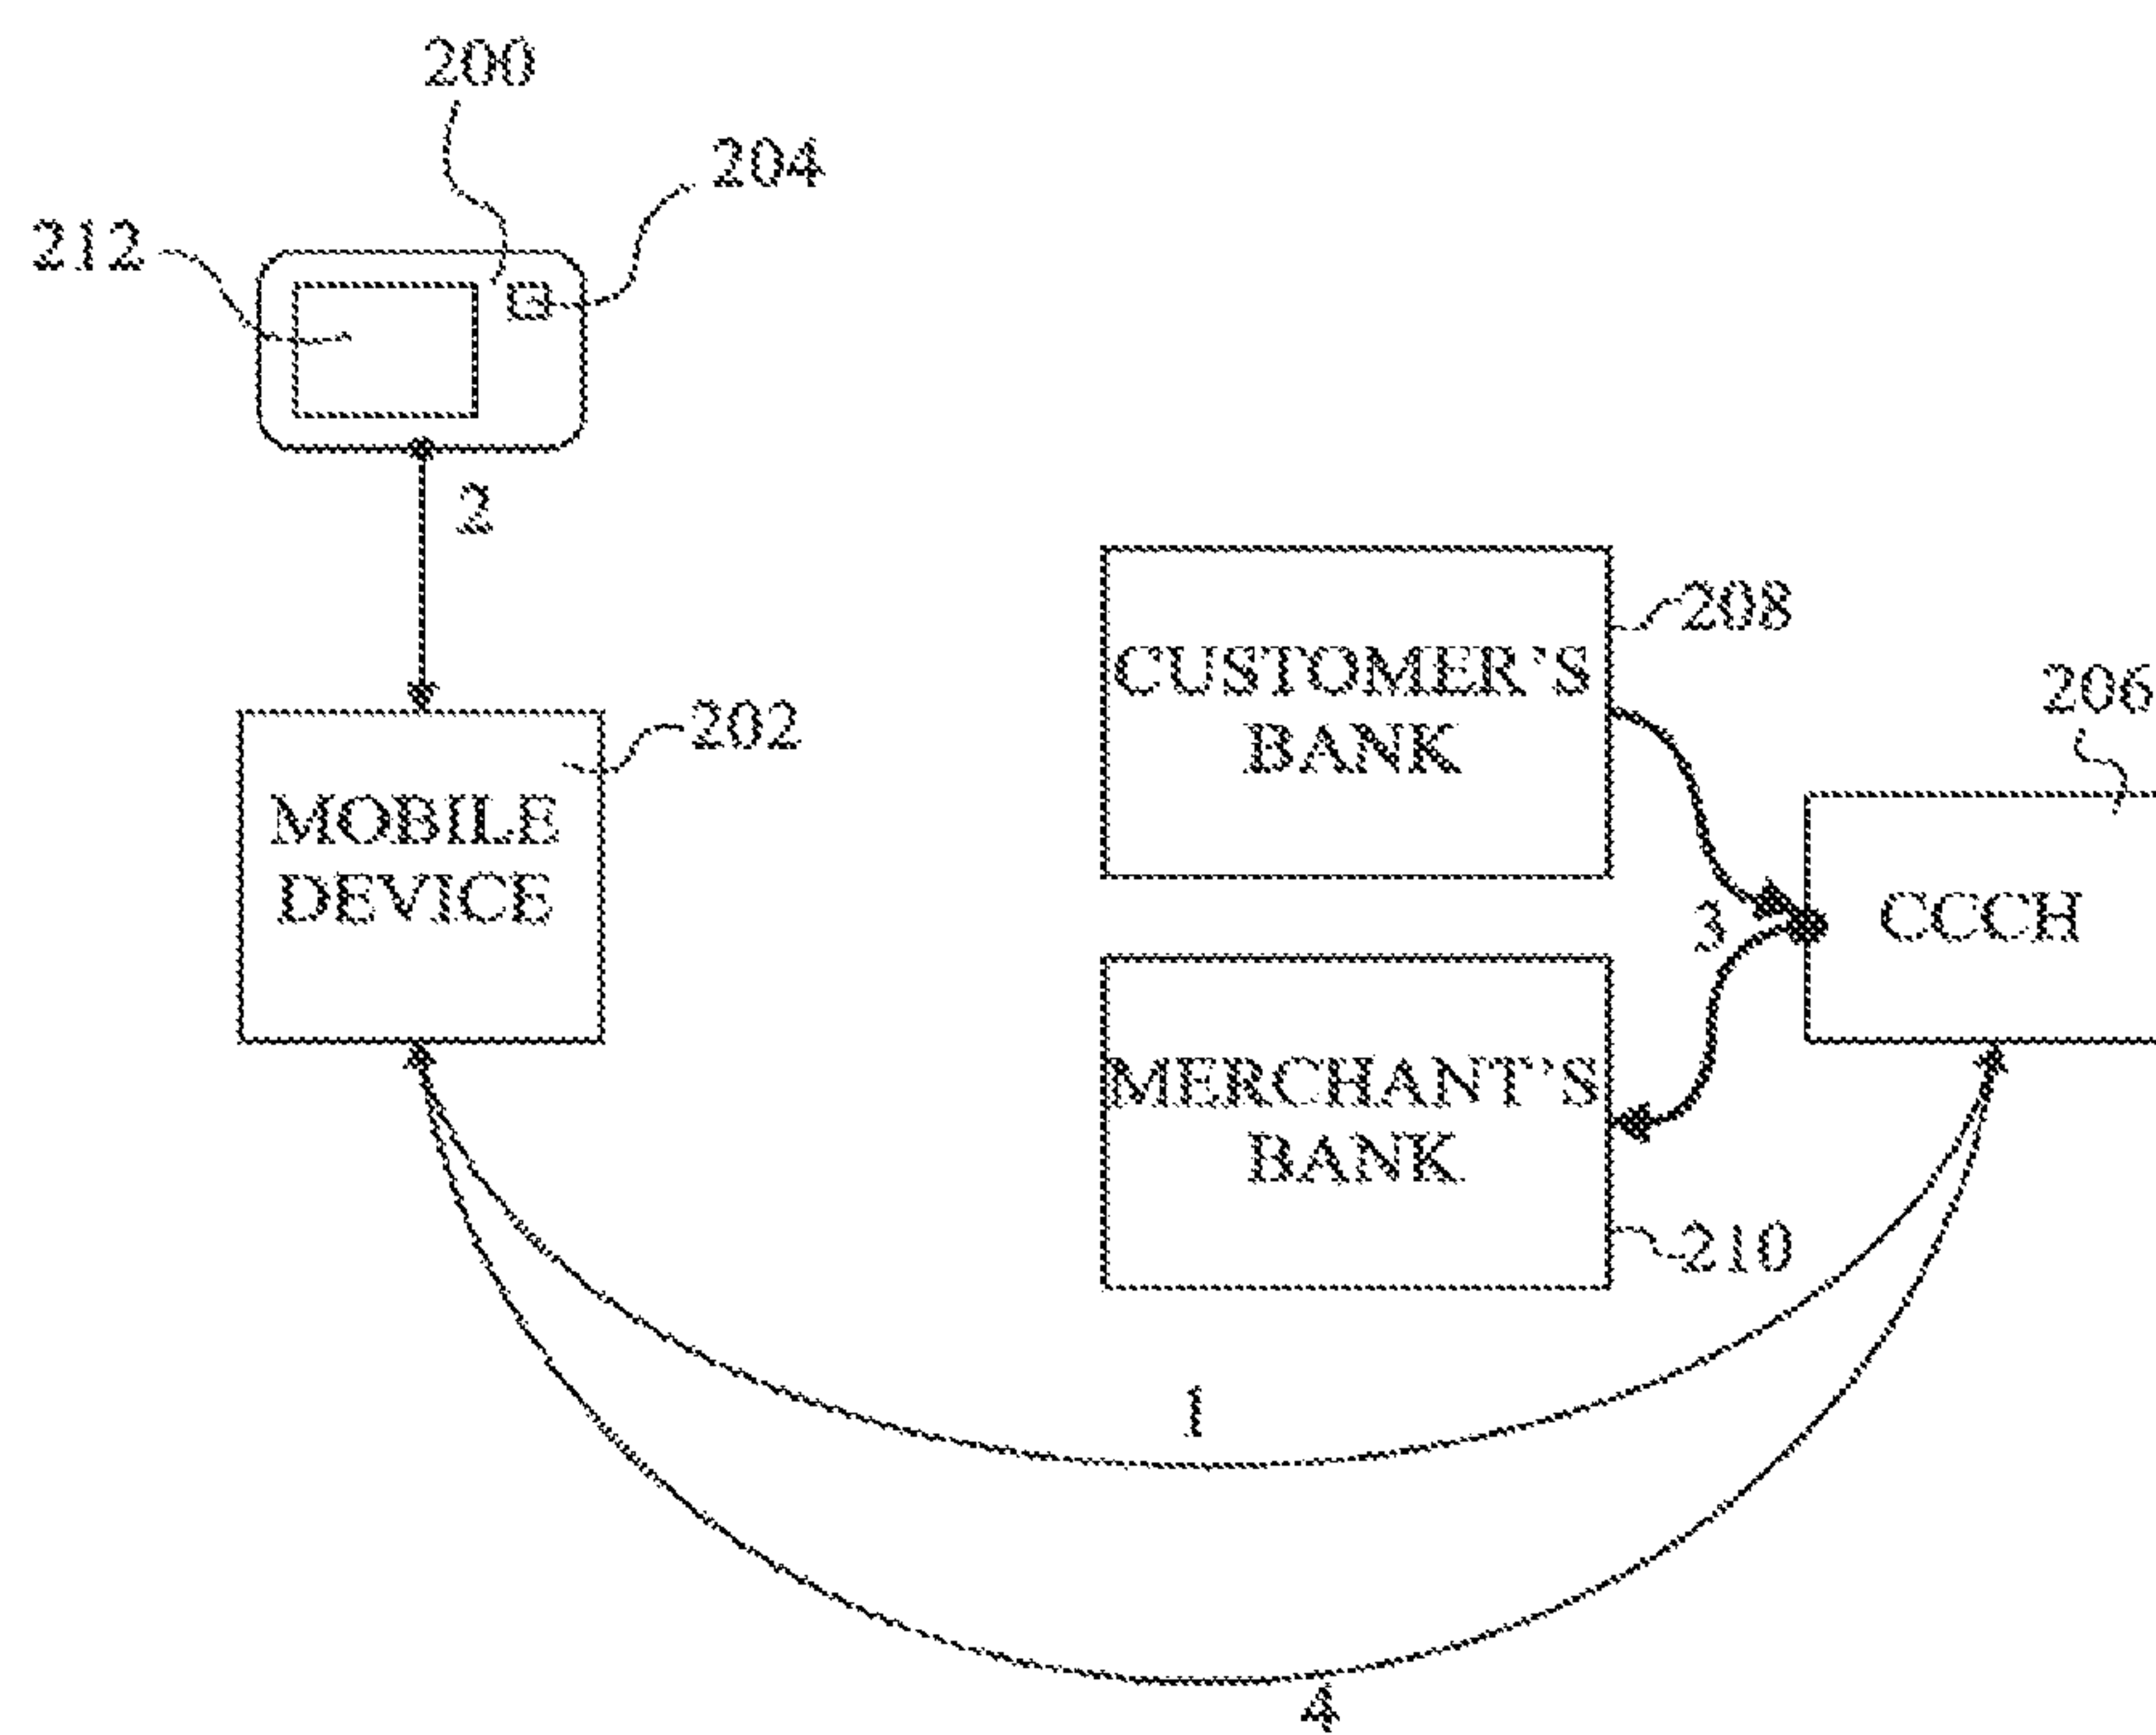 200
204
212
2
208
CUSTOMER'S
BANK
206
202
MOBILE
DEVICE
3
CCCH
MERCHANT'S
BANK
210
1
4